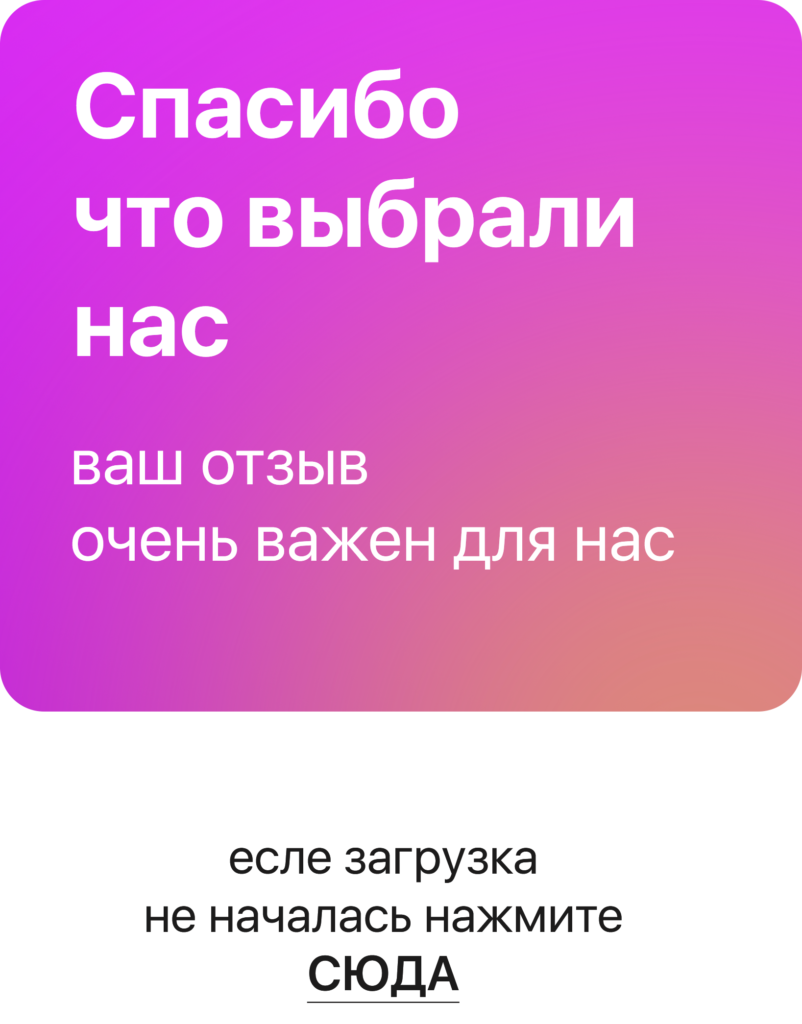 Спасибо
что выбрали
нас
ваш отзыв
очень важен для нас
есле загрузка
не началась нажмите
СЮДА